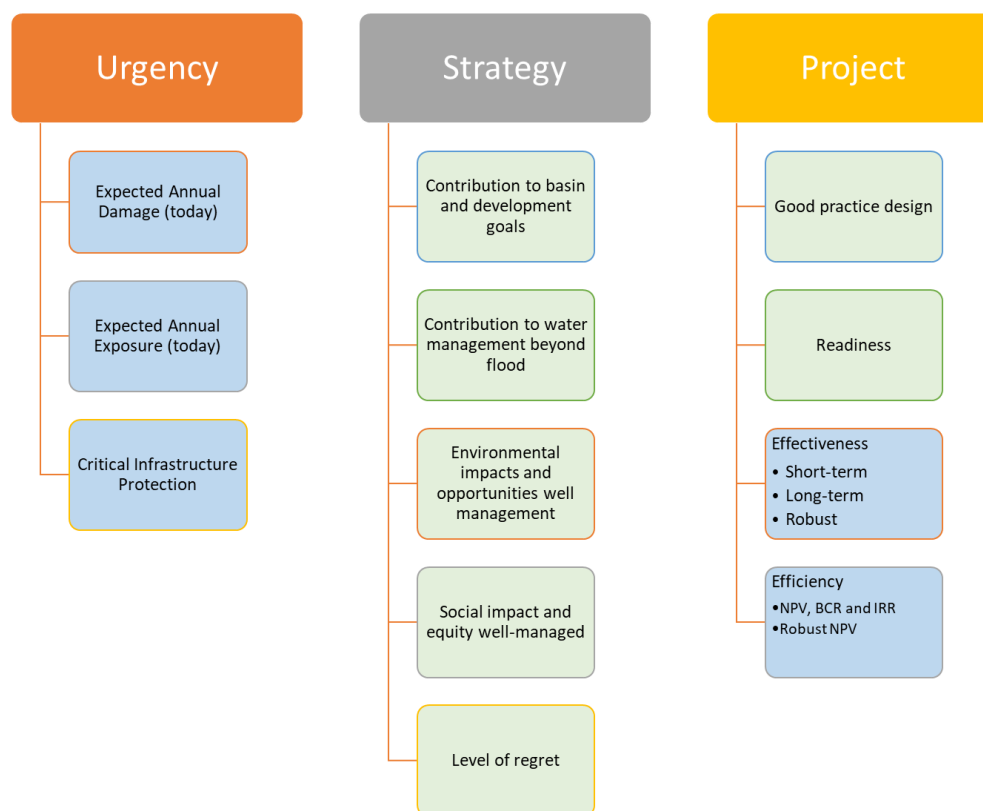 Urgency
Expected Annual
Damage (today)
Expected Annual
Exposure (today)
Critical Infrastructure
Protection
Strategy
Contribution to basin
and development
goals
Contribution to water
management beyond
flood
Environmental
impacts and
opportunities well
management
Social impact and
equity well-managed
Level of regret
Project
Good practice design
Readiness
Effectiveness
• Short-term
• Long-term
• Robust
Efficiency
•NPV, BCR and IRR
•Robust NPV